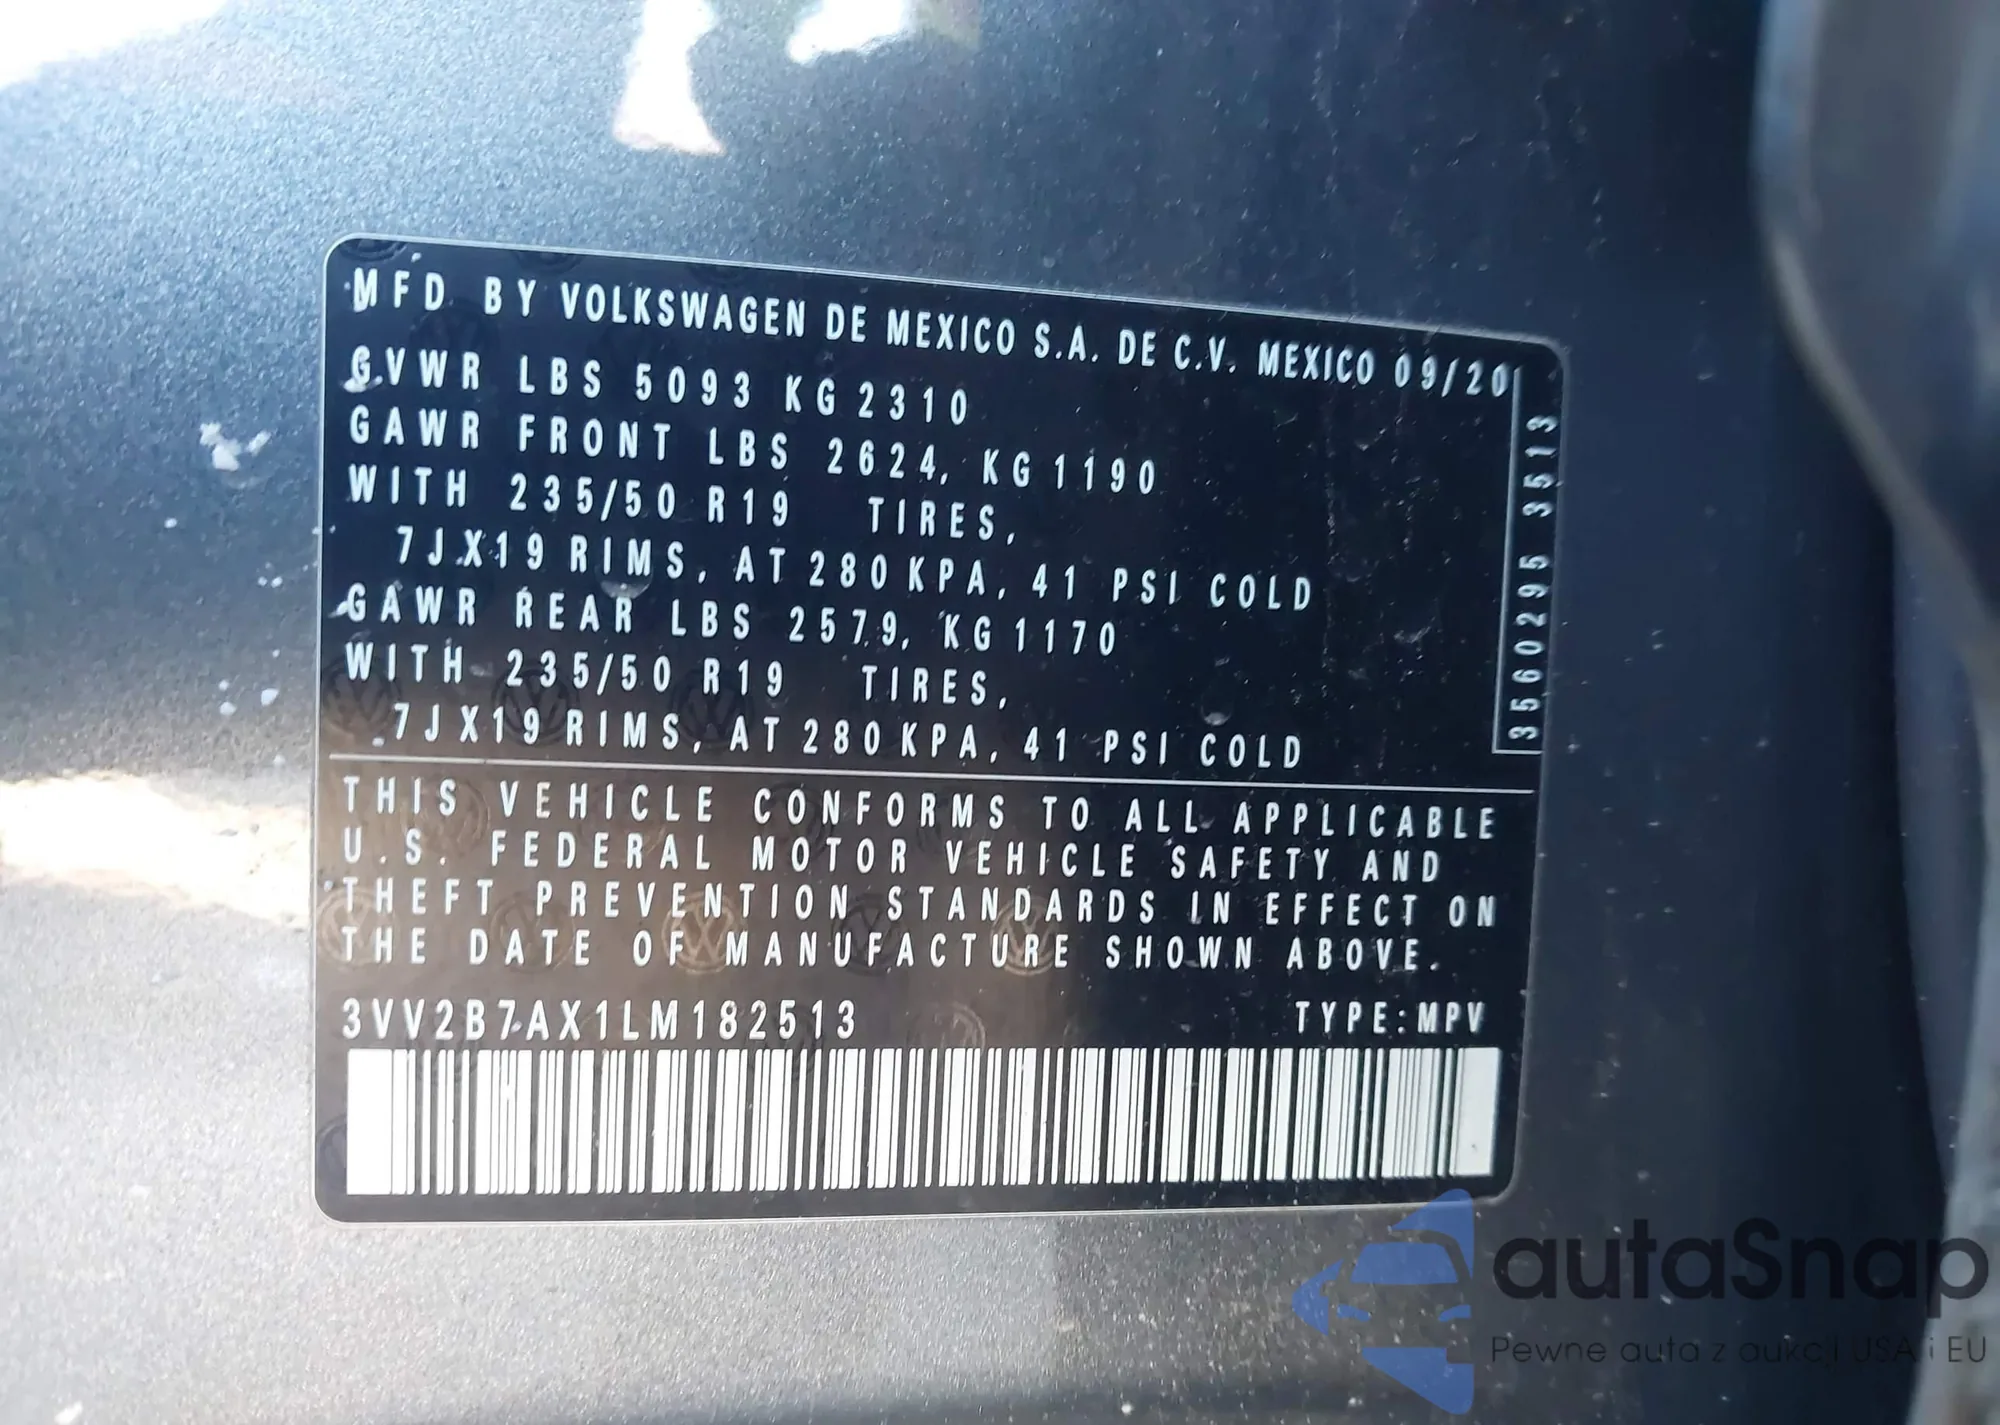 MFD. BY VOLKSWAGEN DE MEXICO S.A. DE C.V. MEXICO 09/20
GVWR LBS 5093 KG 2310
GAWR FRONT LBS 2624, KG 1190
WITH 235/50 R19 TIRES,
7JX19 RIMS, AT 280 KPA, 41 PSI COLD
GAWR REAR LBS 2579, KG 1170
WITH 235/50 R19 TIRES,
7JX19 RIMS, AT 280 KPA, 41 PSI COLD
3560295 3513
THIS VEHICLE CONFORMS TO ALL APPLICABLE
U.S. FEDERAL MOTOR VEHICLE SAFETY AND
THEFT PREVENTION STANDARDS IN EFFECT ON
THE DATE OF MANUFACTURE SHOWN ABOVE.
3VV2B7AX1LM182513 TYPE:MPV
autaSnap
Pewne auta z aukcji USA i EU